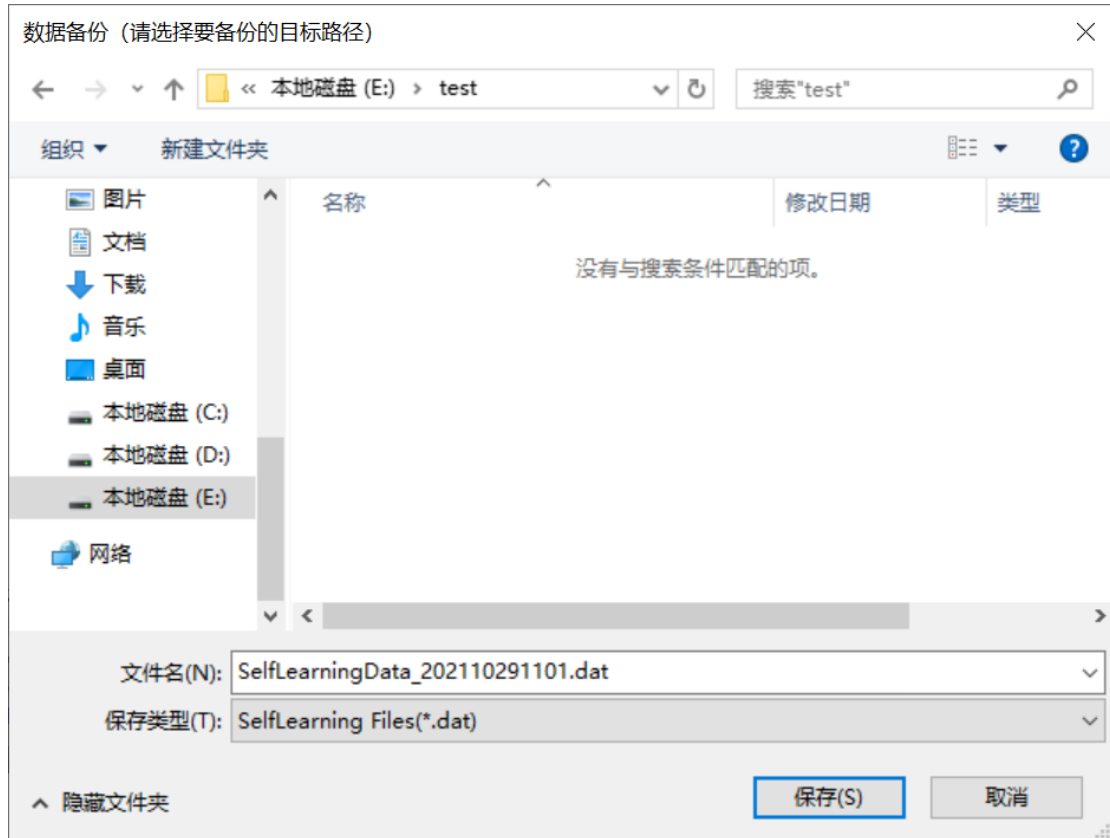 数据备份（请选择要备份的目标路径）
« 本地磁盘 (E:) › test
搜索"test"
组织
新建文件夹
?
名称
修改日期
类型
没有与搜索条件匹配的项。
图片
文档
下载
音乐
桌面
本地磁盘 (C:)
本地磁盘 (D:)
本地磁盘 (E:)
网络
文件名(N): SelfLearningData_202110291101.dat
保存类型(T): SelfLearning Files(*.dat)
隐藏文件夹
保存(S)
取消